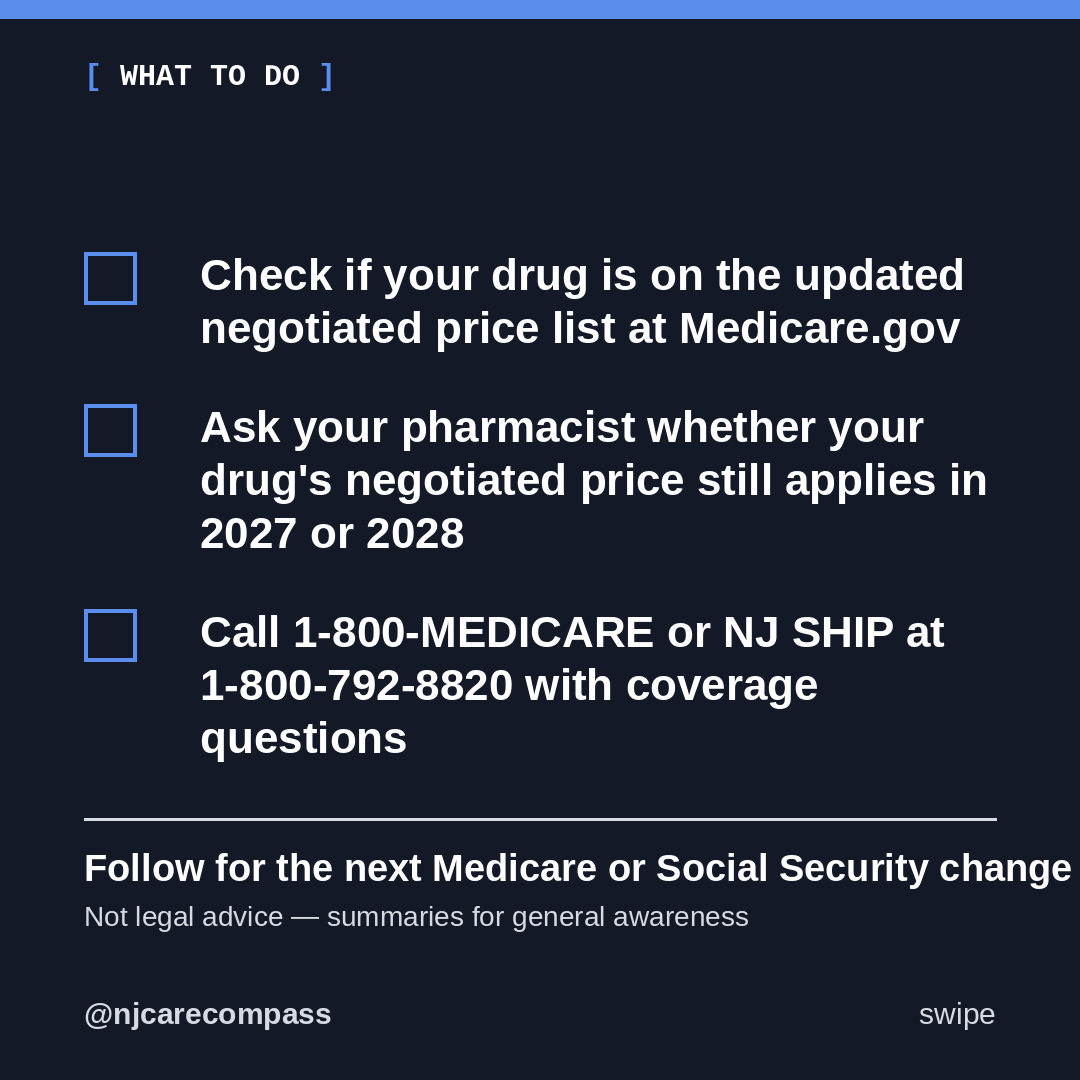 [ WHAT TO DO ]
Check if your drug is on the updated
negotiated price list at Medicare.gov
Ask your pharmacist whether your
drug's negotiated price still applies in
2027 or 2028
Call 1-800-MEDICARE or NJ SHIP at
1-800-792-8820 with coverage
questions
Follow for the next Medicare or Social Security change
Not legal advice — summaries for general awareness
@njcarecompass
swipe